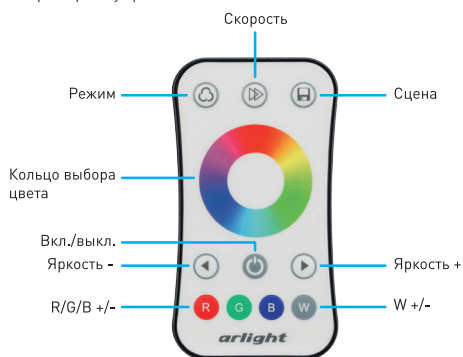 Скорость
Режим
Сцена
Кольцо выбора
цвета
Вкл./выкл.
Яркость -
Яркость +
R/G/B +/-
R G B W
W +/-
arlight